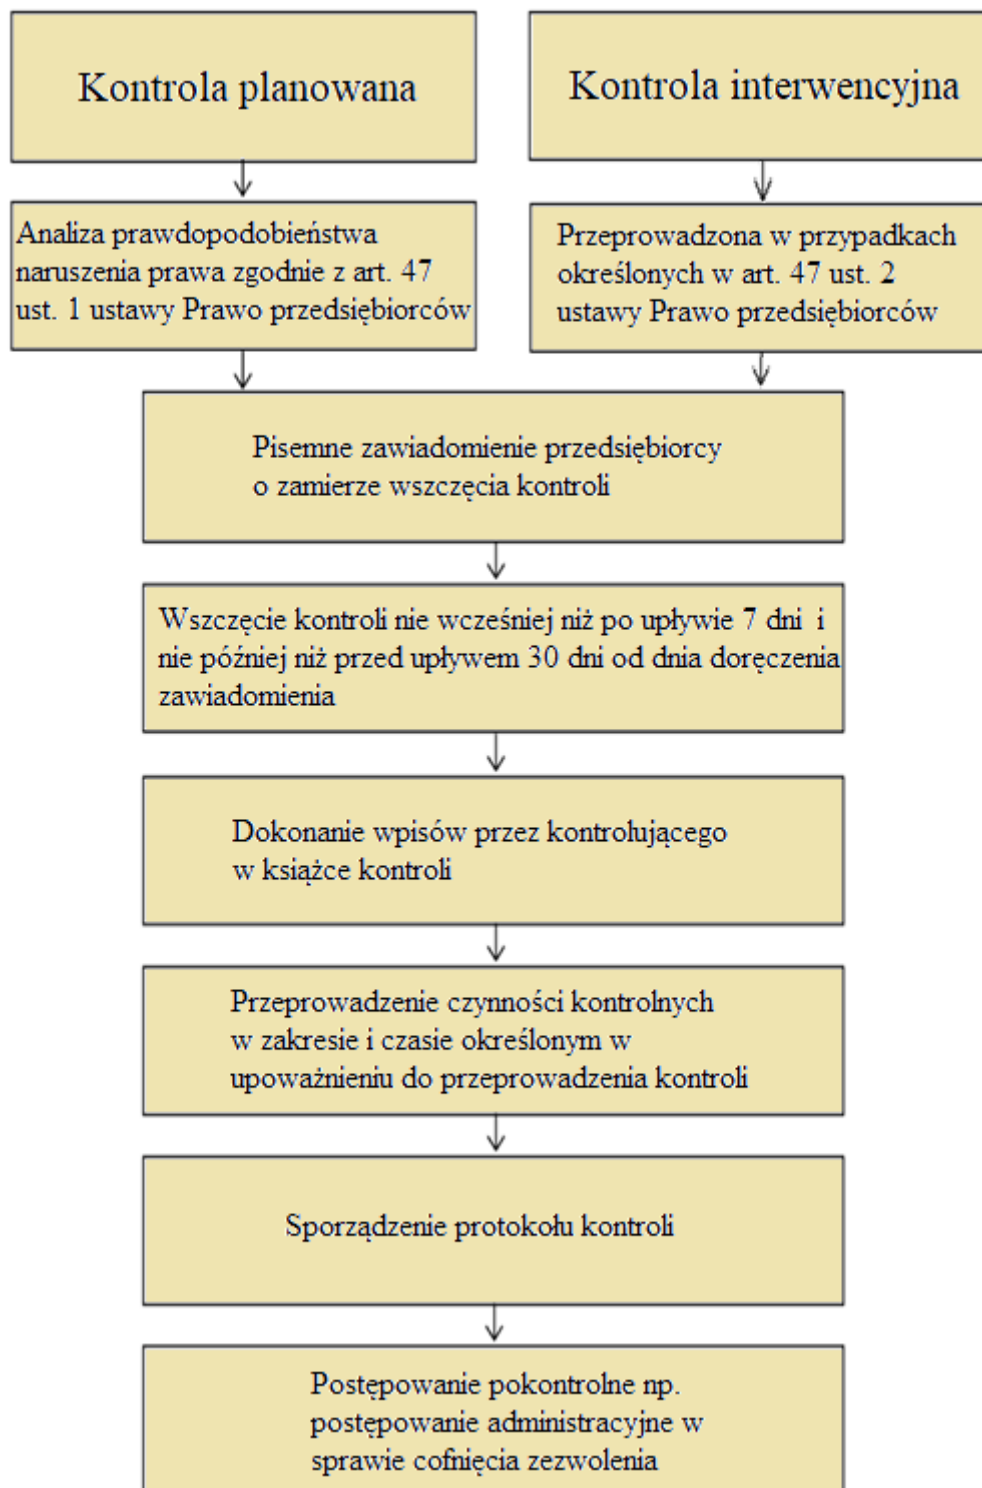 Kontrola planowana
Kontrola interwencyjna
Analiza prawdopodobieństwa
naruszenia prawa zgodnie z art. 47
ust. 1 ustawy Prawo przedsiębiorców
Przeprowadzona w przypadkach
określonych w art. 47 ust. 2
ustawy Prawo przedsiębiorców
Pisemne zawiadomienie przedsiębiorcy
o zamierze wszczęcia kontroli
Wszczęcie kontroli nie wcześniej niż po upływie 7 dni i
nie później niż przed upływem 30 dni od dnia doręczenia
zawiadomienia
Dokonanie wpisów przez kontrolującego
w książce kontroli
Przeprowadzenie czynności kontrolnych
w zakresie i czasie określonym w
upoważnieniu do przeprowadzenia kontroli
Sporządzenie protokołu kontroli
Postępowanie pokontrolne np.
postępowanie administracyjne w
sprawie cofnięcia zezwolenia